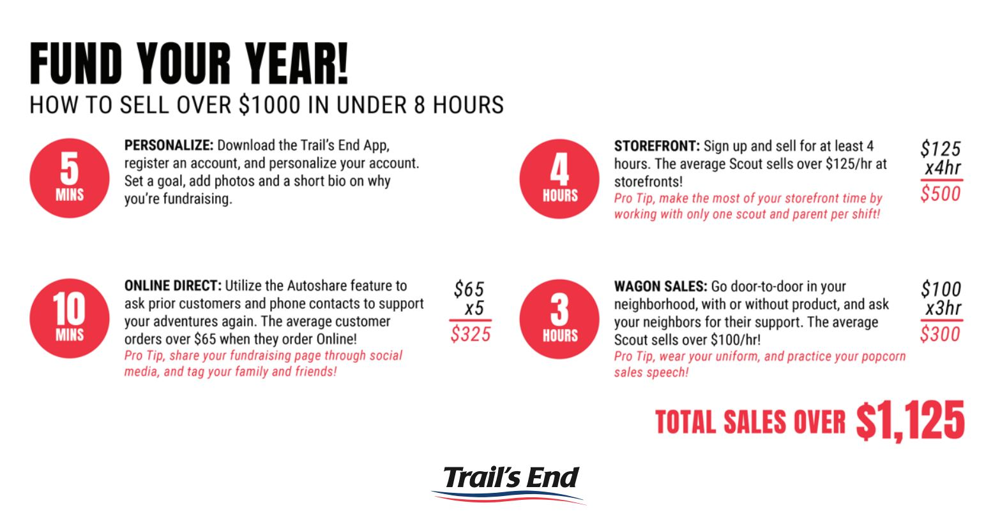 FUND YOUR YEAR!
HOW TO SELL OVER $1000 IN UNDER 8 HOURS
5
MINS
PERSONALIZE: Download the Trail's End App,
register an account, and personalize your account.
Set a goal, add photos and a short bio on why
you're fundraising.
10
MINS
ONLINE DIRECT: Utilize the Autoshare feature to
ask prior customers and phone contacts to support
your adventures again. The average customer
orders over $65 when they order Online!
Pro Tip, share your fundraising page through social
media, and tag your family and friends!
$65
x5
$325
4
HOURS
STOREFRONT: Sign up and sell for at least 4
hours. The average Scout sells over $125/hr at
storefronts!
Pro Tip, make the most of your storefront time by
working with only one scout and parent per shift!
$125
x4hr
$500
3
HOURS
WAGON SALES: Go door-to-door in your
neighborhood, with or without product, and ask
your neighbors for their support. The average
Scout sells over $100/hr!
Pro Tip, wear your uniform, and practice your popcorn
sales speech!
$100
x3hr
$300
TOTAL SALES OVER $1,125
Trail's End